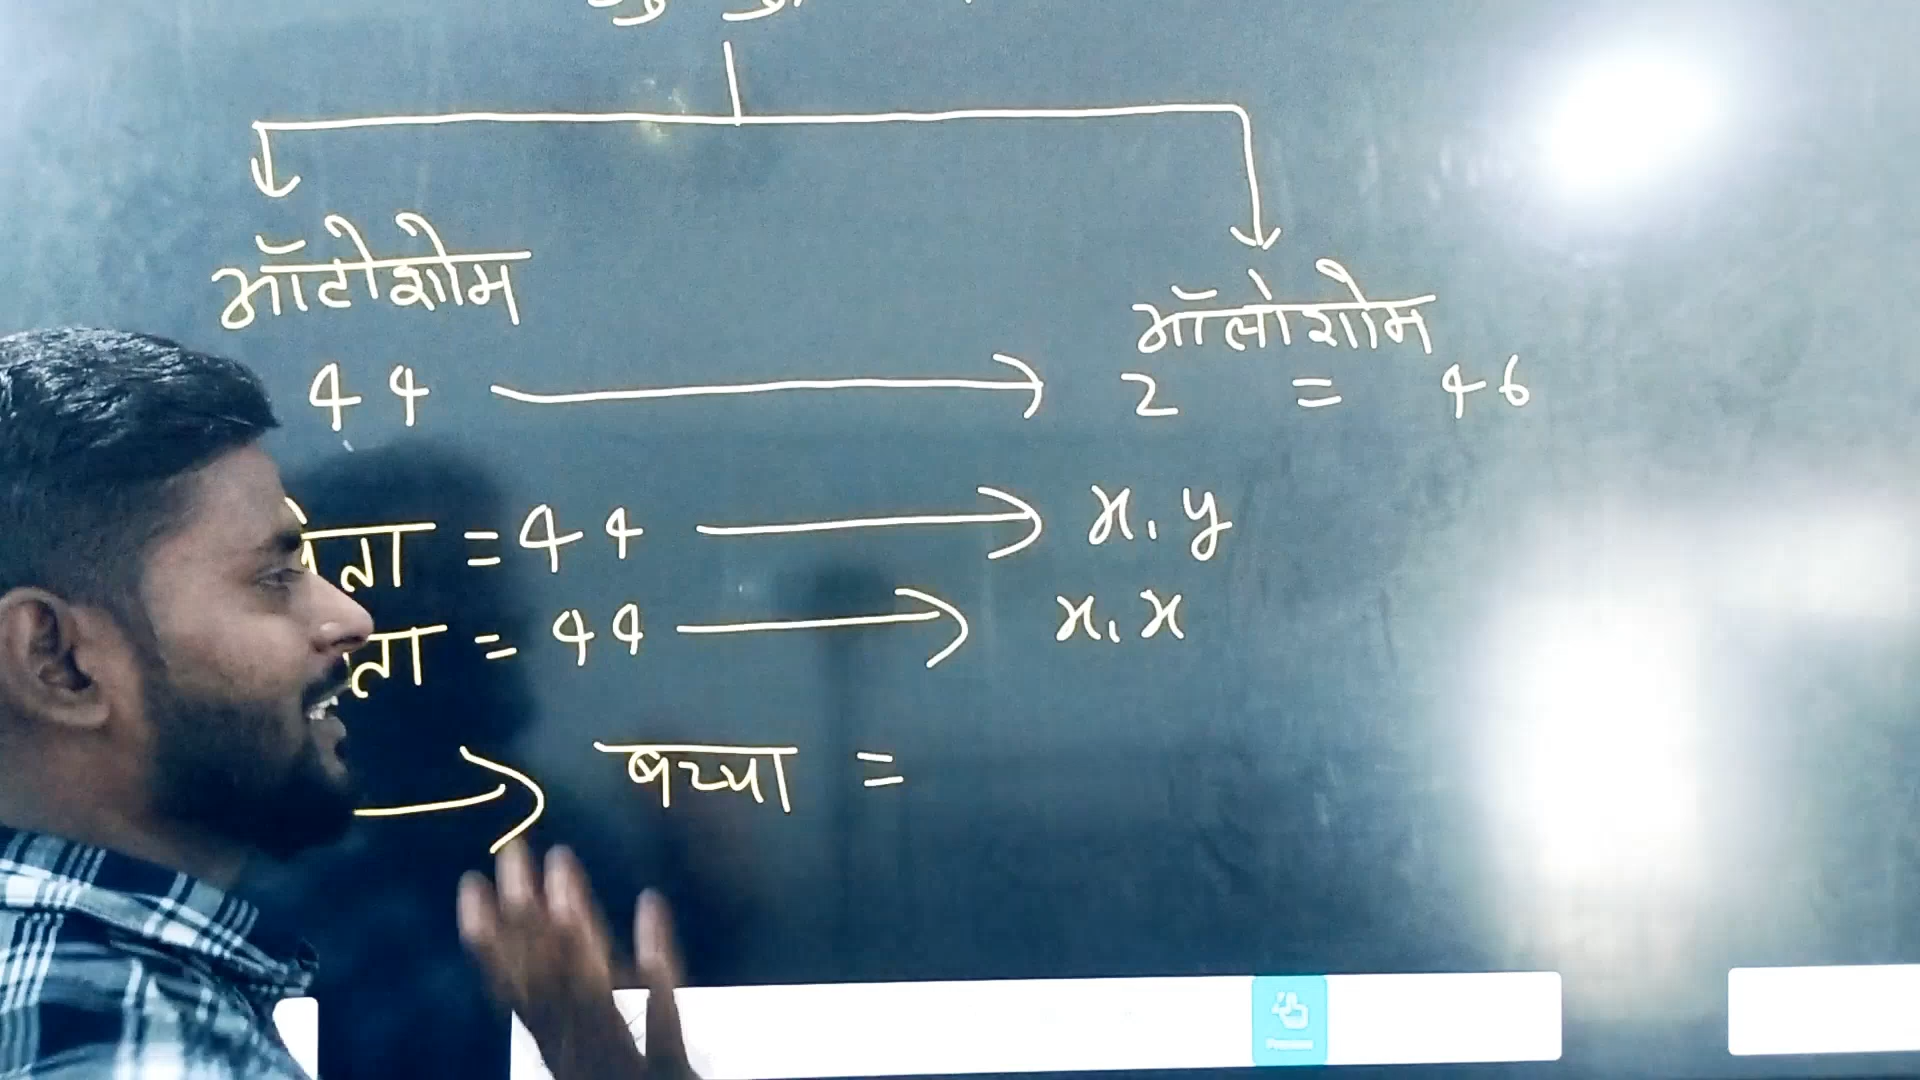 ऑटोशोम
ऑलोशोम
44 → 2 = 46
= 44 → x, y
= 44 → x, x
→ बच्चा =